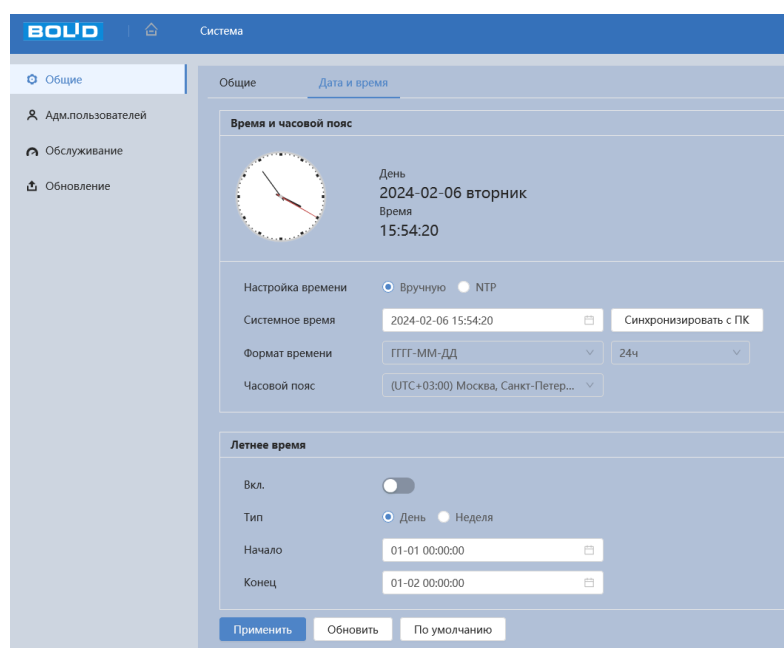 BOLID Система
Общие
Адм.пользователей
Обслуживание
Обновление
Общие Дата и время
Время и часовой пояс
День
2024-02-06 вторник
Время
15:54:20
Настройка времени Вручную NTP
Системное время 2024-02-06 15:54:20 Синхронизировать с ПК
Формат времени ГГГГ-ММ-ДД 24ч
Часовой пояс (UTC+03:00) Москва, Санкт-Петер...
Летнее время
Вкл.
Тип День Неделя
Начало 01-01 00:00:00
Конец 01-02 00:00:00
Применить Обновить По умолчанию